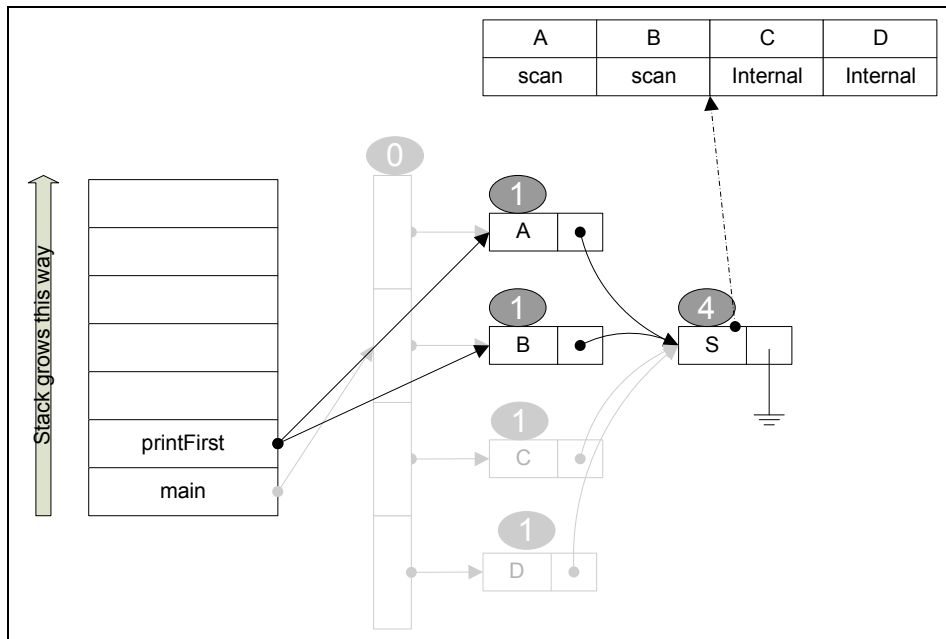 A B C D
scan scan Internal Internal
0
1
A
1
B
4
S
1
C
1
D
Stack grows this way
printFirst
main